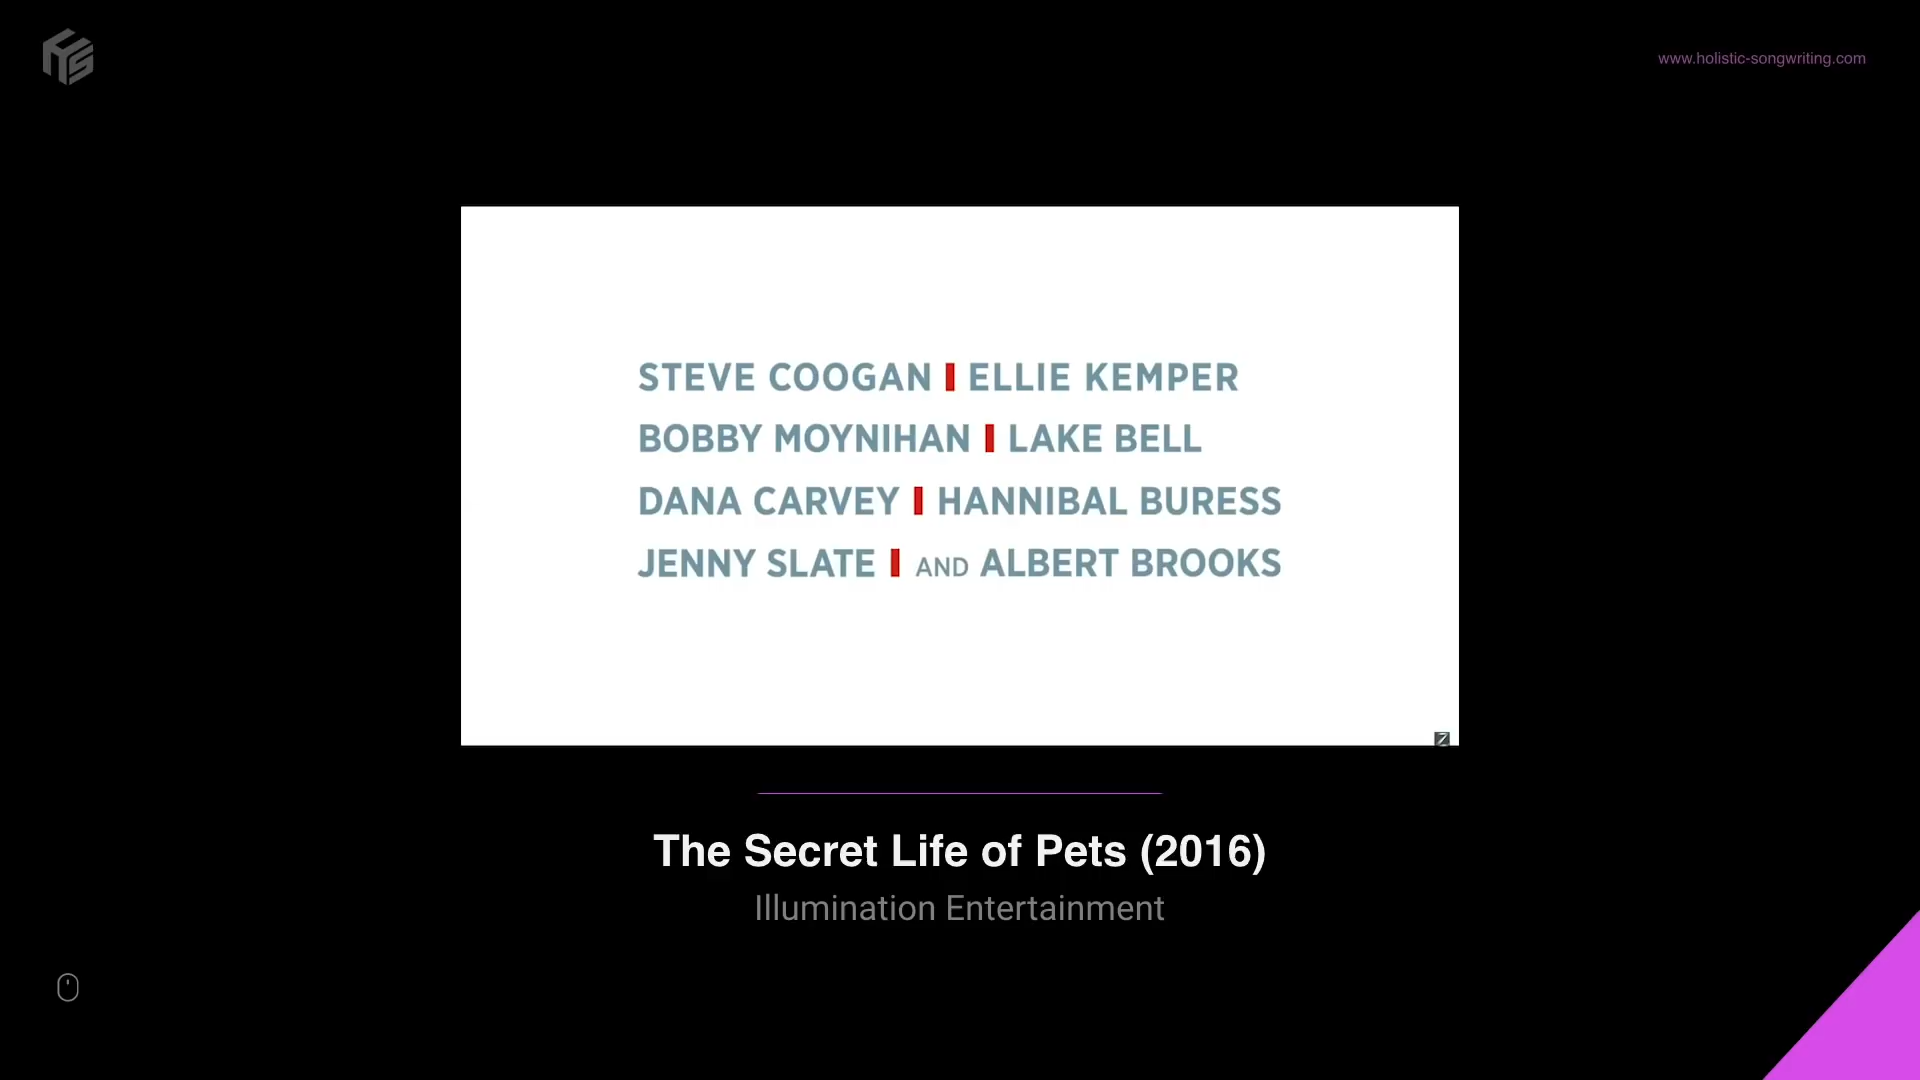 www.holistic-songwriting.com
STEVE COOGAN ELLIE KEMPER
BOBBY MOYNIHAN LAKE BELL
DANA CARVEY HANNIBAL BURESS
JENNY SLATE AND ALBERT BROOKS
The Secret Life of Pets (2016)
Illumination Entertainment